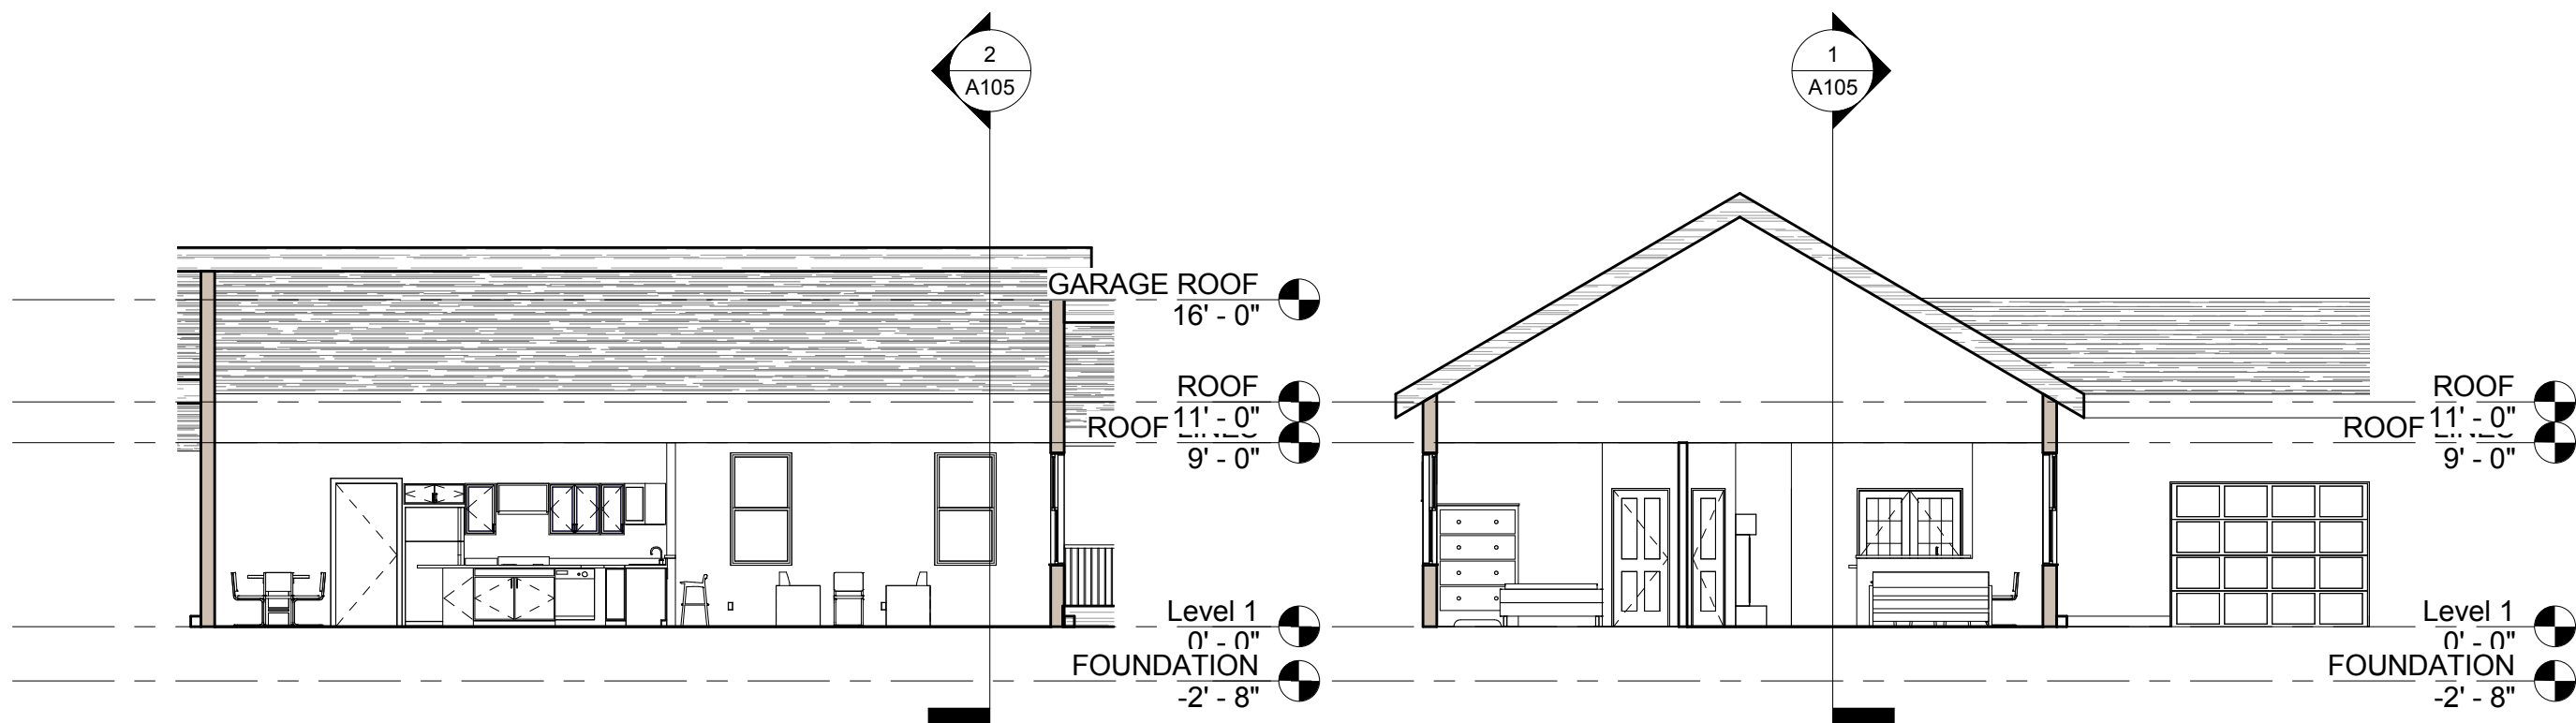 2
A105
1
A105
GARAGE ROOF
16' - 0"
ROOF
11' - 0"
ROOF
9' - 0"
Level 1
0' - 0"
FOUNDATION
-2' - 8"
ROOF
11' - 0"
ROOF
9' - 0"
Level 1
0' - 0"
FOUNDATION
-2' - 8"